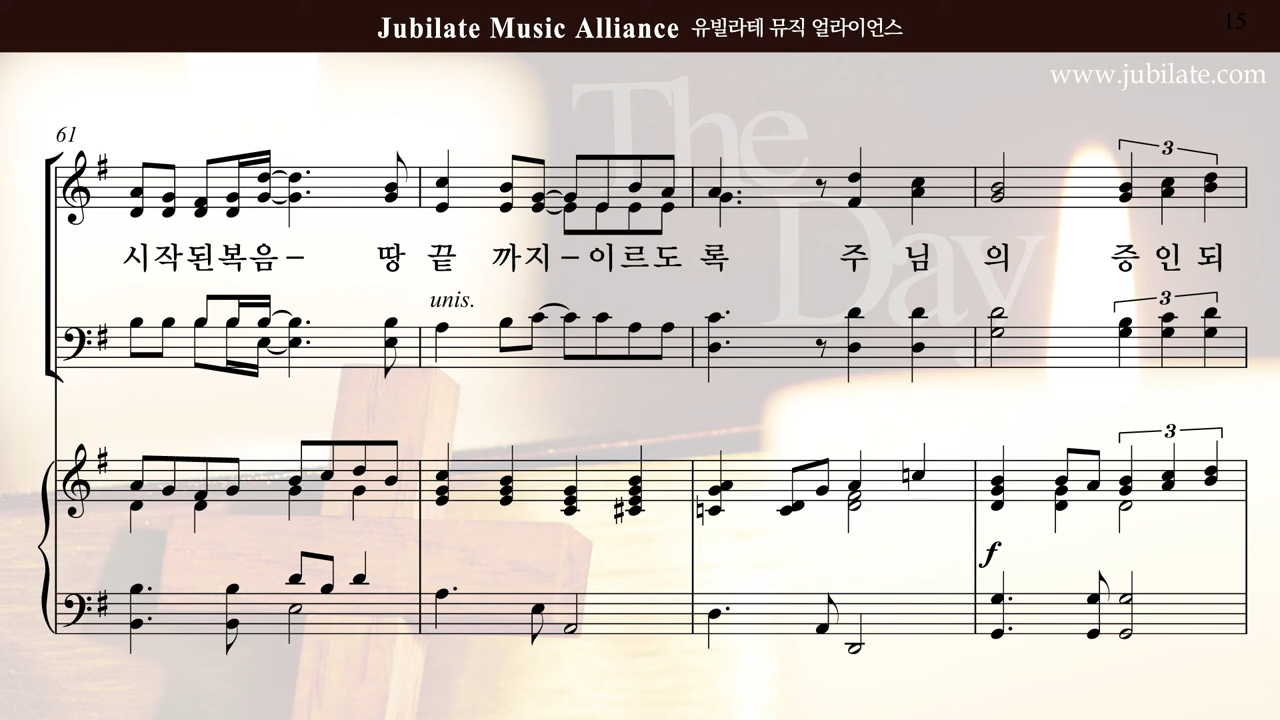 Jubilate Music Alliance 유빌라테 뮤직 얼라이언스
15
www.jubilate.com
The
Day
61
3
시작된복음– 땅 끝 까지–이르도 록 주 님 의 증 인 되
unis.
3
3
f